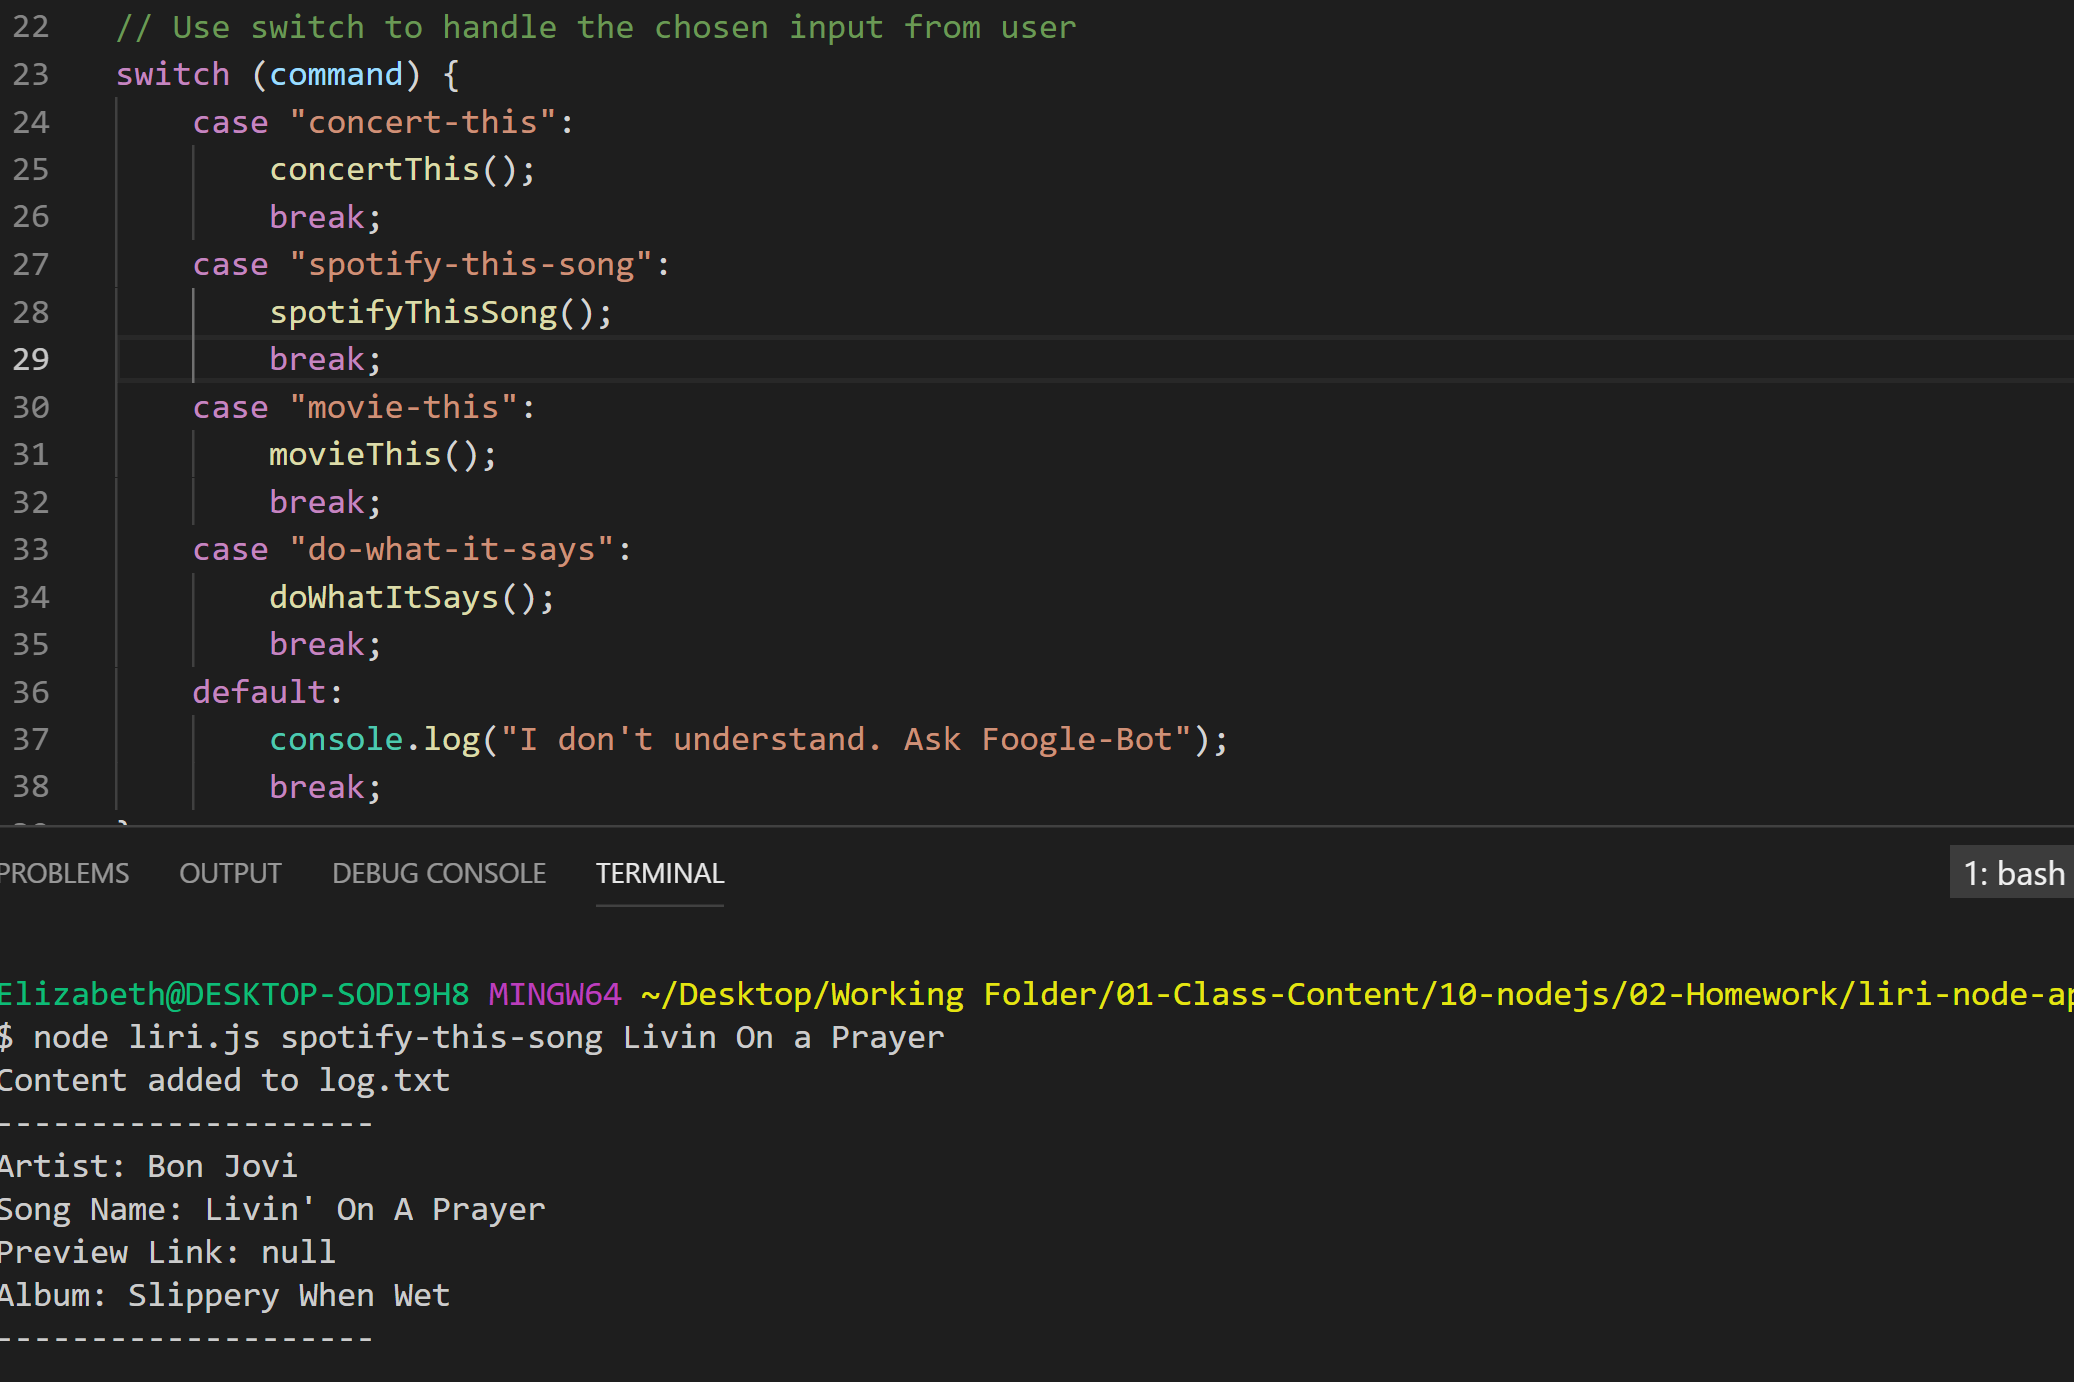 22 // Use switch to handle the chosen input from user
23 switch (command) {
24 case "concert-this":
25 concertThis();
26 break;
27 case "spotify-this-song":
28 spotifyThisSong();
29 break;
30 case "movie-this":
31 movieThis();
32 break;
33 case "do-what-it-says":
34 doWhatItSays();
35 break;
36 default:
37 console.log("I don't understand. Ask Foogle-Bot");
38 break;
PROBLEMS OUTPUT DEBUG CONSOLE TERMINAL 1: bash
Elizabeth@DESKTOP-SODI9H8 MINGW64 ~/Desktop/Working Folder/01-Class-Content/10-nodejs/02-Homework/liri-node-ap
$ node liri.js spotify-this-song Livin On a Prayer
Content added to log.txt
--------------------
Artist: Bon Jovi
Song Name: Livin' On A Prayer
Preview Link: null
Album: Slippery When Wet
--------------------